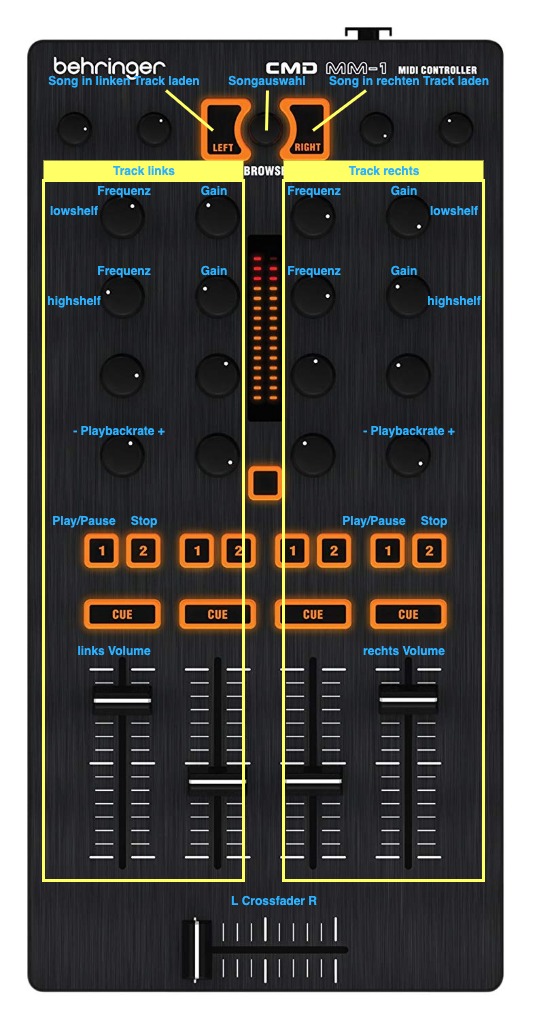 behringer
CMD MM-1 MIDI CONTROLLER
Song in linken Track laden
Songauswahl
Song in rechten Track laden
LEFT
RIGHT
Track links
BROWSE
Track rechts
Frequenz
Gain
Frequenz
Gain
lowshelf
lowshelf
Frequenz
Gain
Frequenz
Gain
highshelf
highshelf
- Playbackrate +
- Playbackrate +
Play/Pause
Stop
Play/Pause
Stop
1
2
1
2
1
2
1
2
CUE
CUE
CUE
CUE
links Volume
rechts Volume
L Crossfader R